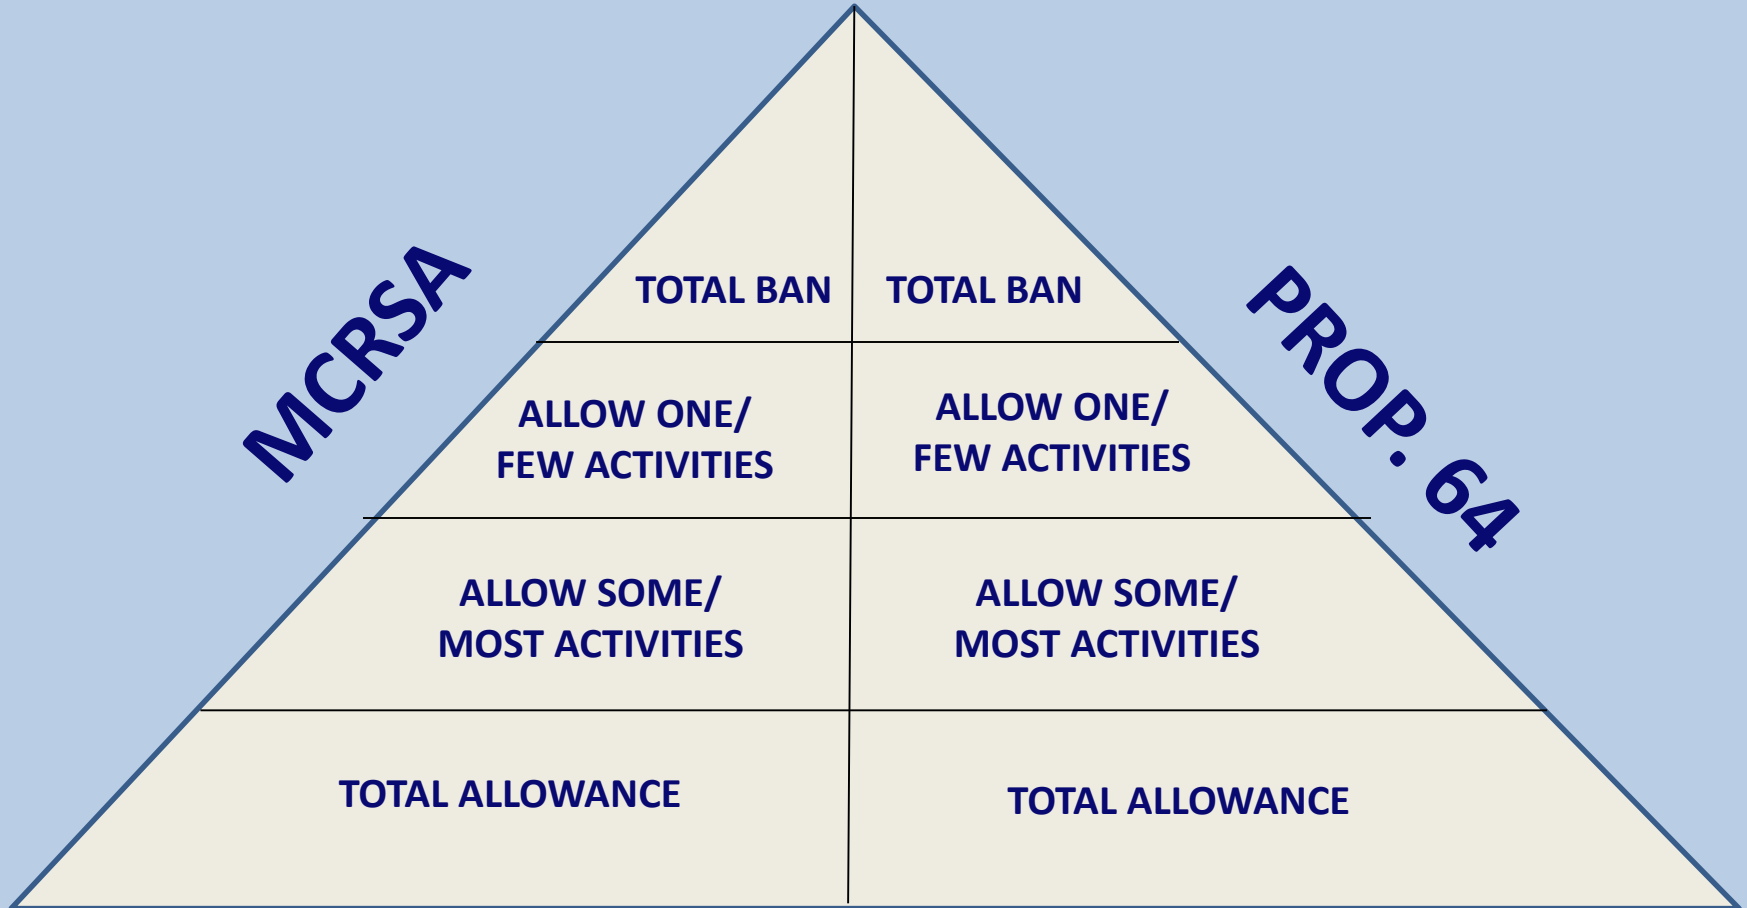 MCRSA
PROP. 64
TOTAL BAN
TOTAL BAN
ALLOW ONE/
FEW ACTIVITIES
ALLOW ONE/
FEW ACTIVITIES
ALLOW SOME/
MOST ACTIVITIES
ALLOW SOME/
MOST ACTIVITIES
TOTAL ALLOWANCE
TOTAL ALLOWANCE